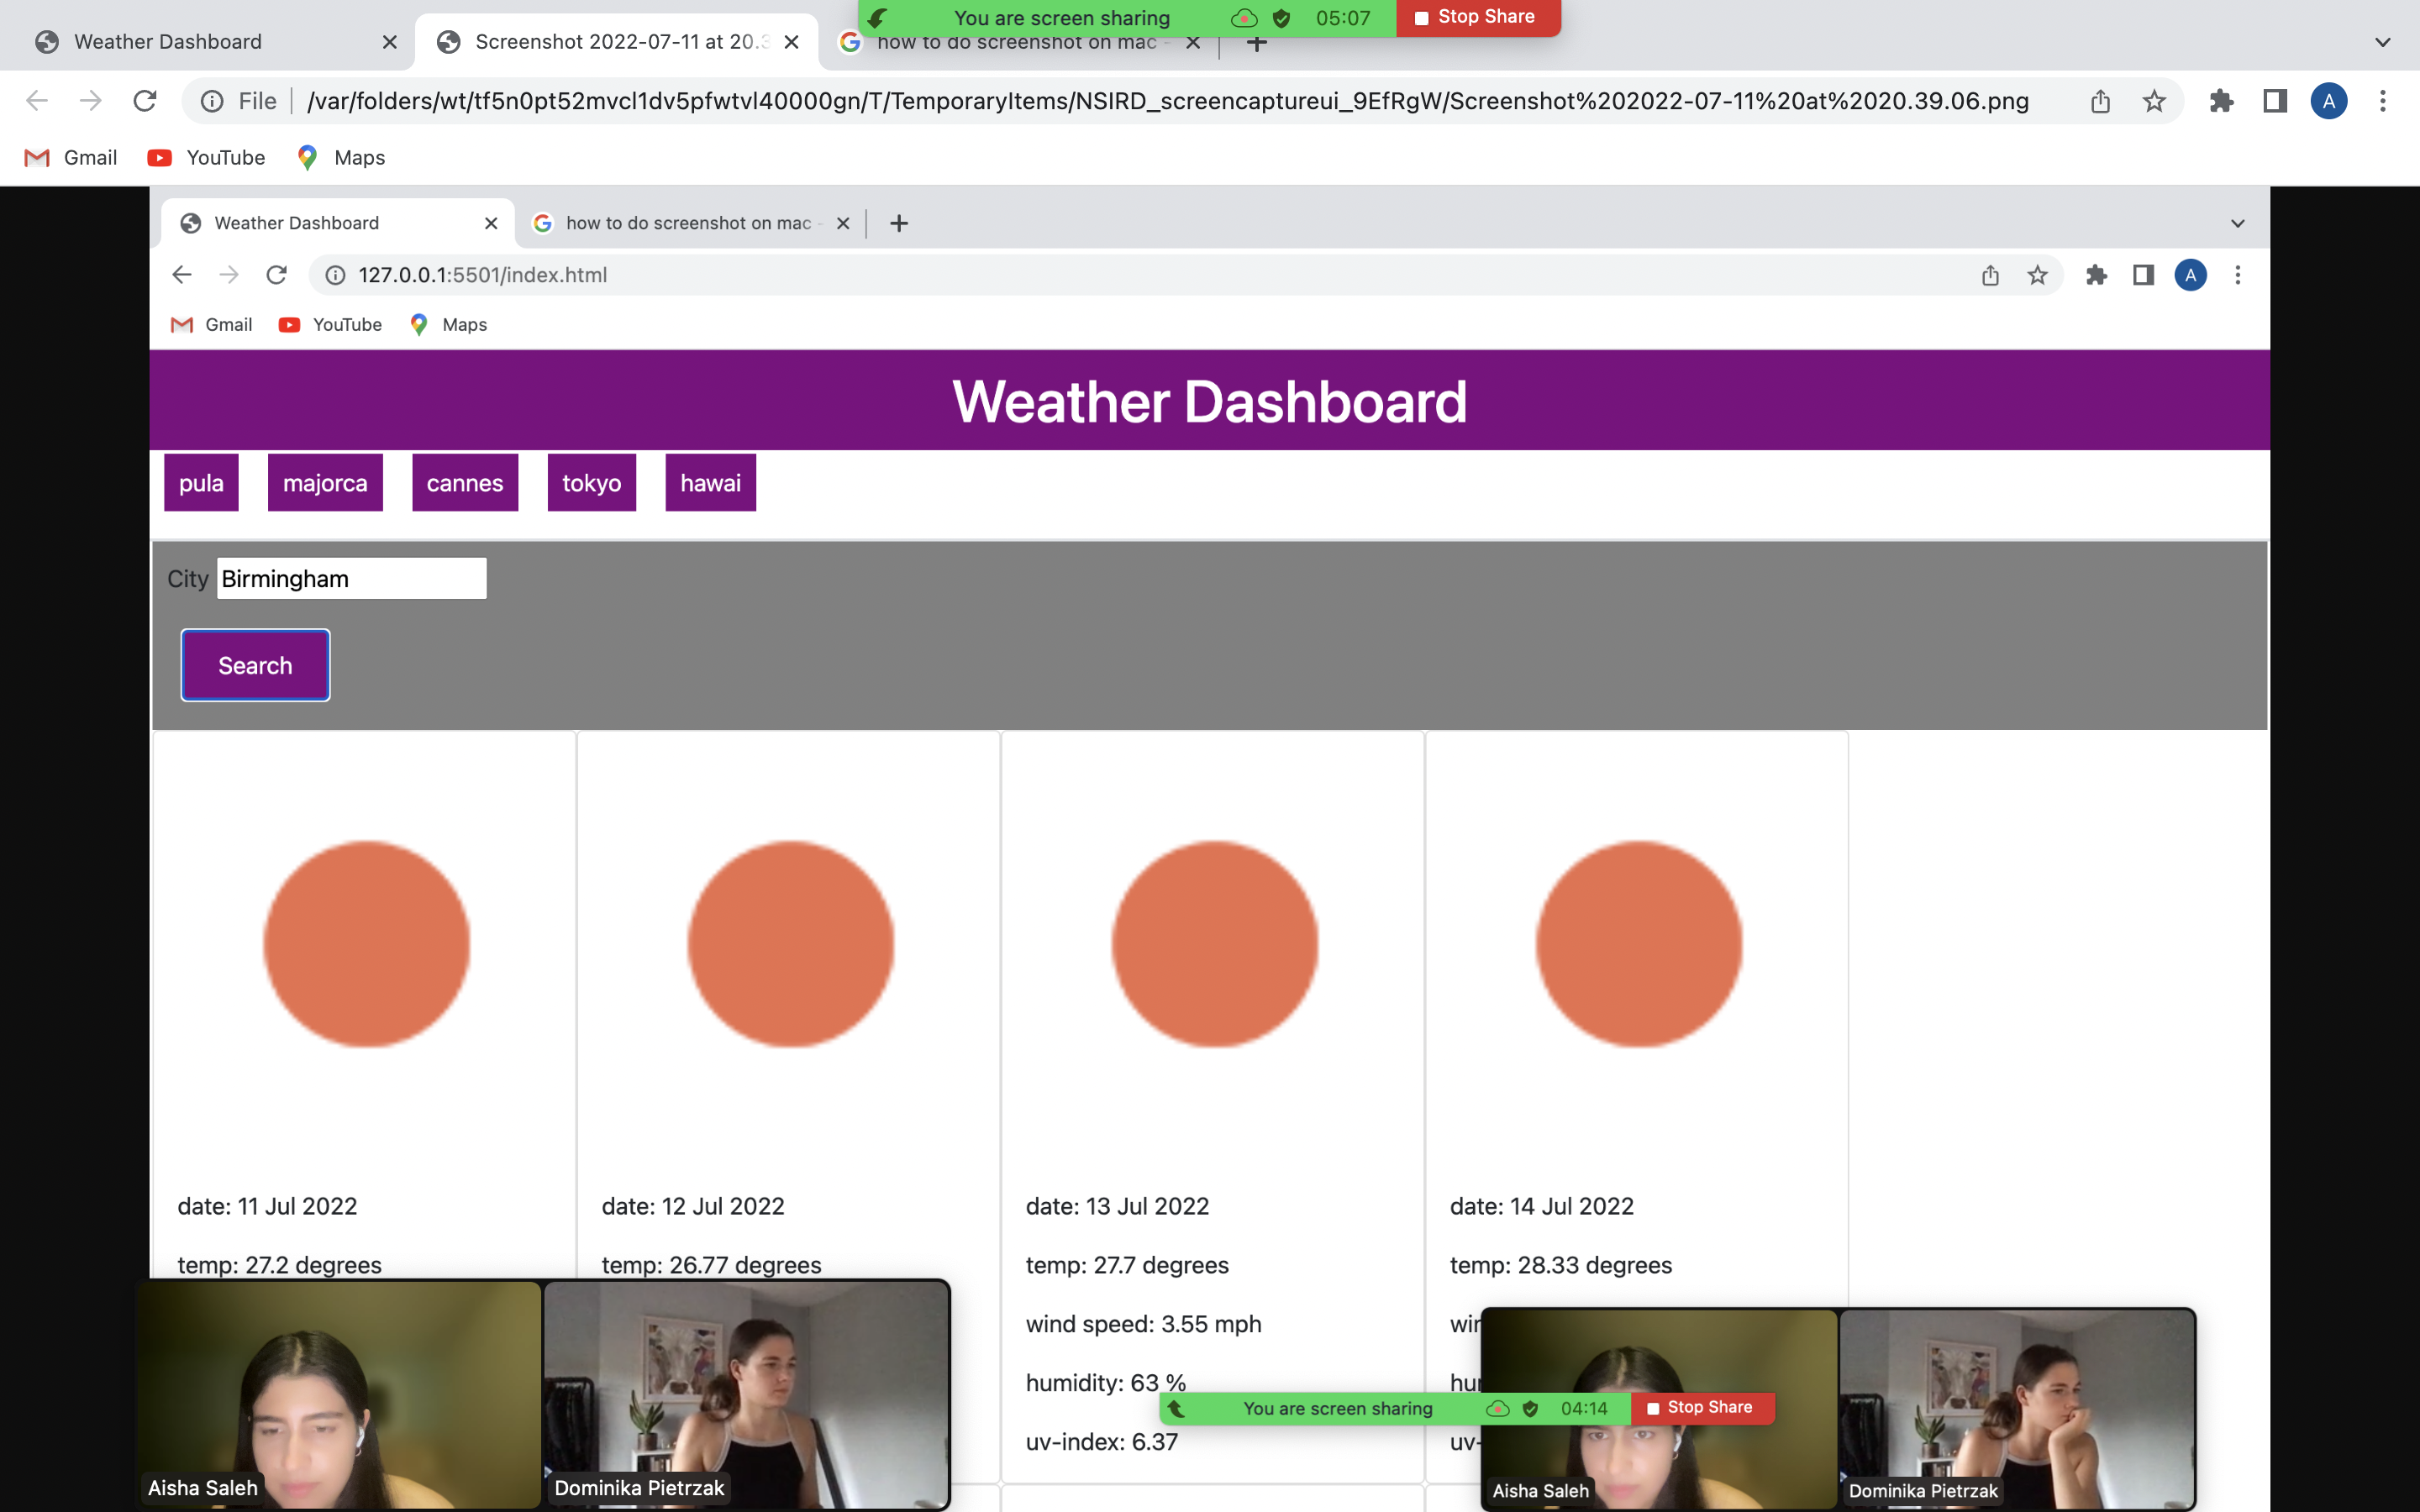 You are screen sharing 05:07 Stop Share
Weather Dashboard Screenshot 2022-07-11 at 20.3 how to do screenshot on mac -
File /var/folders/wt/tf5n0pt52mvcl1dv5pfwtvl40000gn/T/TemporaryItems/NSIRD_screencaptureui_9EfRgW/Screenshot%202022-07-11%20at%2020.39.06.png A
Gmail YouTube Maps
Weather Dashboard how to do screenshot on mac -
127.0.0.1:5501/index.html A
Gmail YouTube Maps
Weather Dashboard
pula majorca cannes tokyo hawai
City Birmingham
Search
date: 11 Jul 2022 date: 12 Jul 2022 date: 13 Jul 2022 date: 14 Jul 2022
temp: 27.2 degrees temp: 26.77 degrees temp: 27.7 degrees temp: 28.33 degrees
wind speed: 3.55 mph
humidity: 63 %
You are screen sharing 04:14 Stop Share
uv-index: 6.37 uv-
Aisha Saleh Dominika Pietrzak Aisha Saleh Dominika Pietrzak